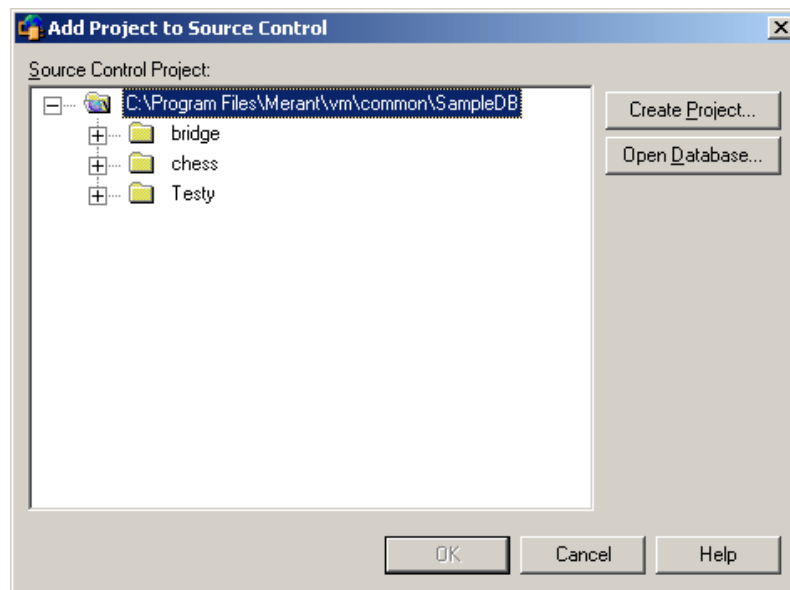 Add Project to Source Control
Source Control Project:
C:\Program Files\Merant\vm\common\SampleDB
bridge
chess
Testy
Create Project...
Open Database...
OK
Cancel
Help